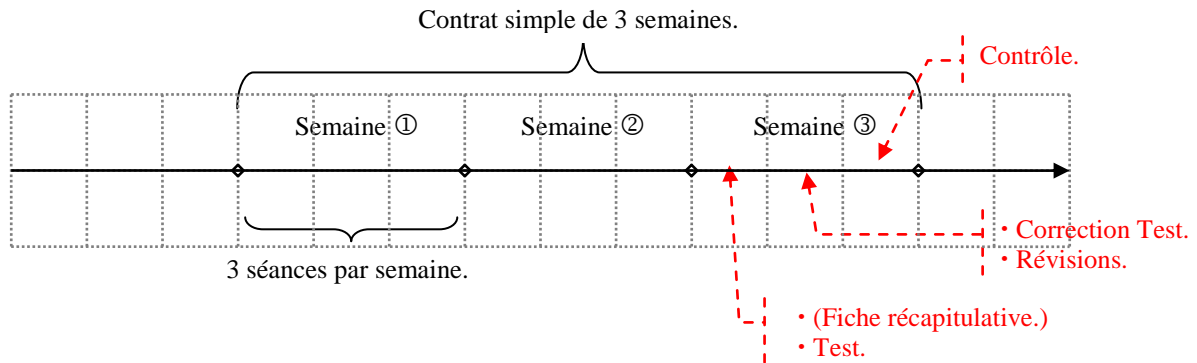 Contrat simple de 3 semaines.
Contrôle.
Semaine ① Semaine ② Semaine ③
3 séances par semaine.
• Correction Test.
• Révisions.
• (Fiche récapitulative.)
• Test.